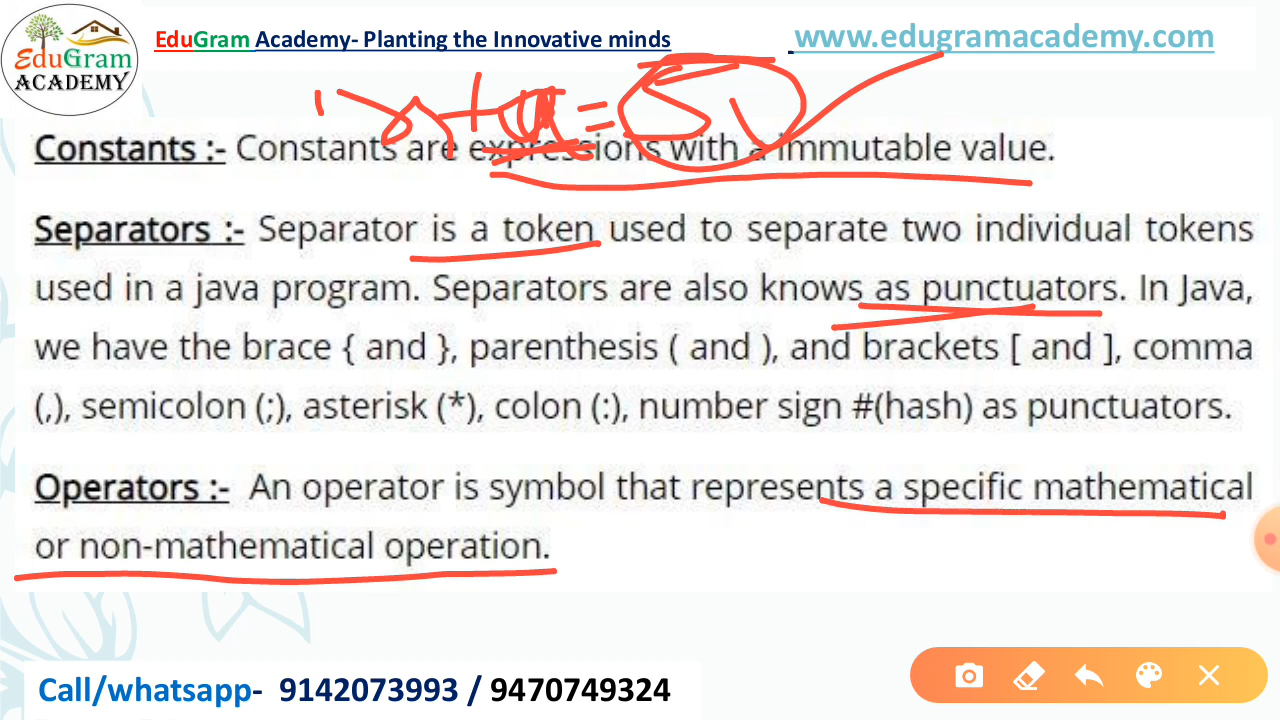 EduGram
ACADEMY
EduGram Academy- Planting the Innovative minds
www.edugramacademy.com
Constants :- Constants are expressions with a immutable value.
Separators :- Separator is a token used to separate two individual tokens
used in a java program. Separators are also knows as punctuators. In Java,
we have the brace { and }, parenthesis ( and ), and brackets [ and ], comma
(,), semicolon (;), asterisk (*), colon (:), number sign #(hash) as punctuators.
Operators :- An operator is symbol that represents a specific mathematical
or non-mathematical operation.
Call/whatsapp- 9142073993 / 9470749324